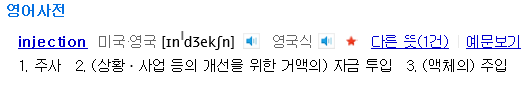 영어사전
injection 미국·영국 [ɪnˈdʒekʃn] 영국식 ★ 다른 뜻(1건) | 예문보기
1. 주사 2. (상황·사업 등의 개선을 위한 거액의) 자금 투입 3. (액체의) 주입